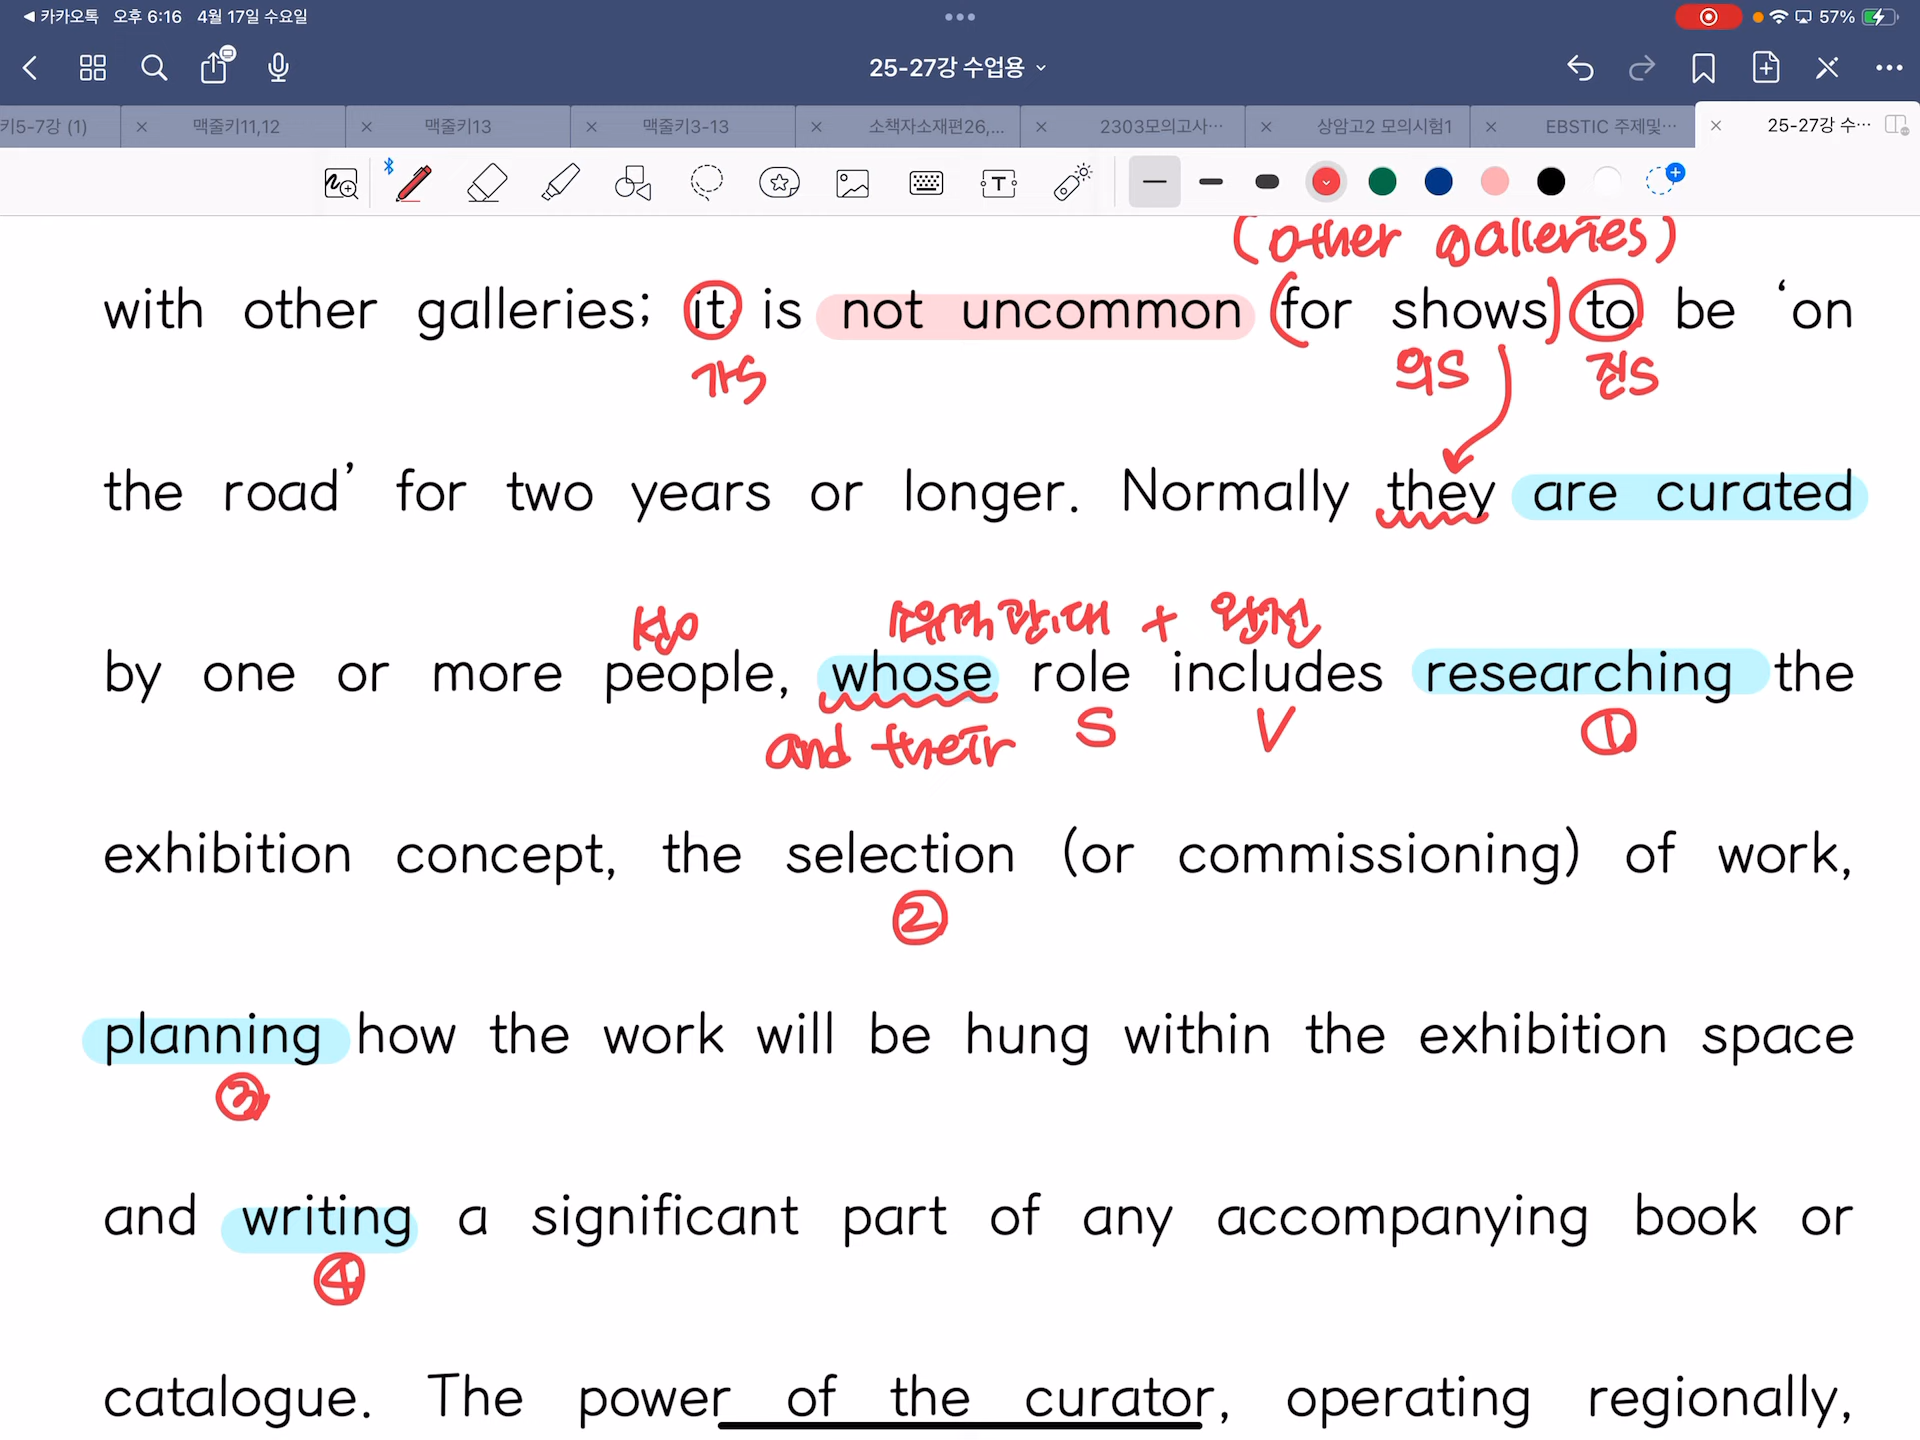 카카오톡 오후 6:16 4월 17일 수요일 57%
25-27강 수업용
키5-7강 (1) 맥줄키11,12 맥줄키13 맥줄키3-13 소책자소재편26,... 2303모의고사… 상암고2 모의시험1 EBSTIC 주제및… 25-27강 수…
(other galleries)
with other galleries; it is not uncommon (for shows) to be ‘on
가S 의S 진S
the road’ for two years or longer. Normally they are curated
선 소유격 관.대 + 완전
by one or more people, whose role includes researching the
and their S V ①
exhibition concept, the selection (or commissioning) of work,
②
planning how the work will be hung within the exhibition space
③
and writing a significant part of any accompanying book or
④
catalogue. The power of the curator, operating regionally,